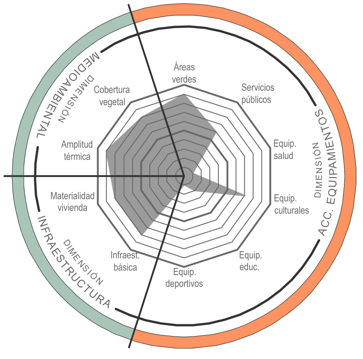 Áreas
verdes
Servicios
públicos
Equip.
salud
Equip.
culturales
Equip.
educ.
Equip.
deportivos
Infraest.
básica
Materialidad
vivienda
Amplitud
térmica
Cobertura
vegetal
DIMENSIÓN
MEDIOAMBIENTAL
DIMENSIÓN
ACC. EQUIPAMENTOS
DIMENSIÓN
INFRAESTRUCTURA